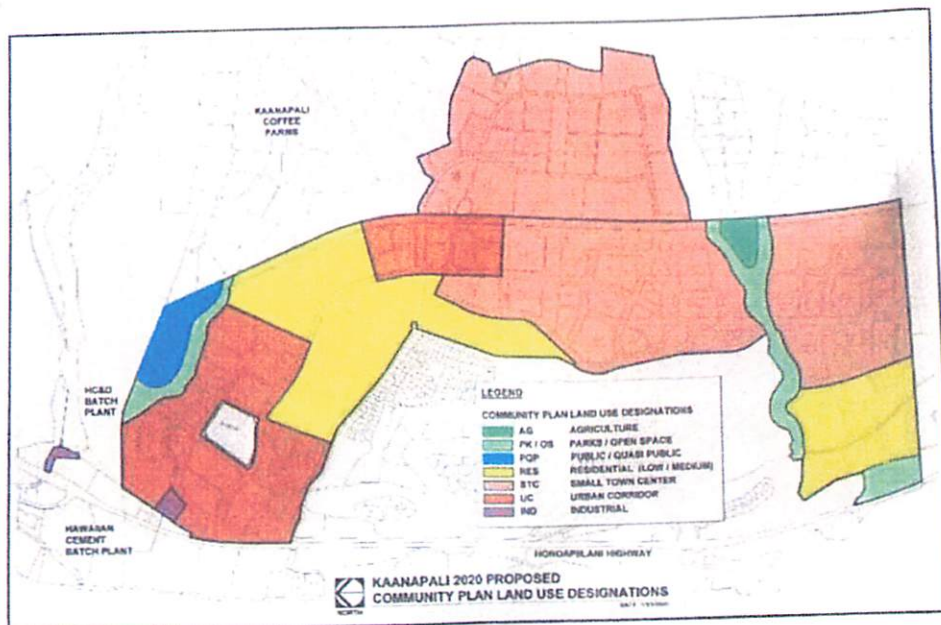 KAANAPALI
COFFEE
FARMS
HC&D
BATCH
PLANT
HAWAIIAN
CEMENT
BATCH PLANT
LEGEND
COMMUNITY PLAN LAND USE DESIGNATIONS
AG AGRICULTURE
PK / OS PARKS / OPEN SPACE
PQP PUBLIC / QUASI PUBLIC
RES RESIDENTIAL (LOW / MEDIUM)
STC SMALL TOWN CENTER
UC URBAN CORRIDOR
IND INDUSTRIAL
HONOAPIILANI HIGHWAY
NORTH
KAANAPALI 2020 PROPOSED
COMMUNITY PLAN LAND USE DESIGNATIONS